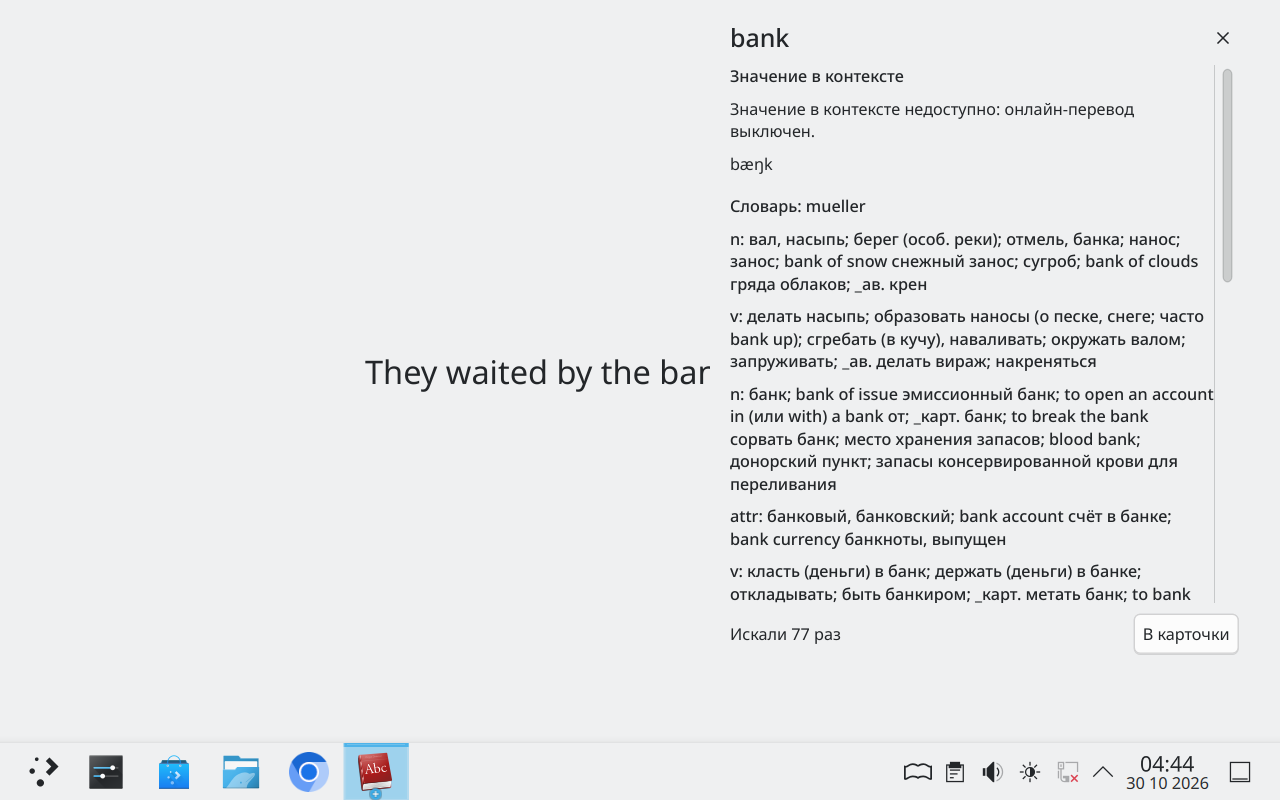 bank
Значение в контексте
Значение в контексте недоступно: онлайн-перевод
выключен.
bæŋk
Словарь: mueller
n: вал, насыпь; берег (особ. реки); отмель, банка; нанос;
занос; bank of snow снежный занос; сугроб; bank of clouds
гряда облаков; _ав. крен
v: делать насыпь; образовать наносы (о песке, снеге; часто
bank up); сгребать (в кучу), наваливать; окружать валом;
запруживать; _ав. делать вираж; накреняться
They waited by the
n: банк; bank of issue эмиссионный банк; to open an account
in (или with) a bank от; _карт. банк; to break the bank
сорвать банк; место хранения запасов; blood bank;
донорский пункт; запасы консервированной крови для
переливания
attr: банковый, банковский; bank account счёт в банке;
bank currency банкноты, выпущен
v: класть (деньги) в банк; держать (деньги) в банке;
откладывать; быть банкиром; _карт. метать банк; to bank
Искали 77 раз
В карточки
Abc
04:44
30 10 2026